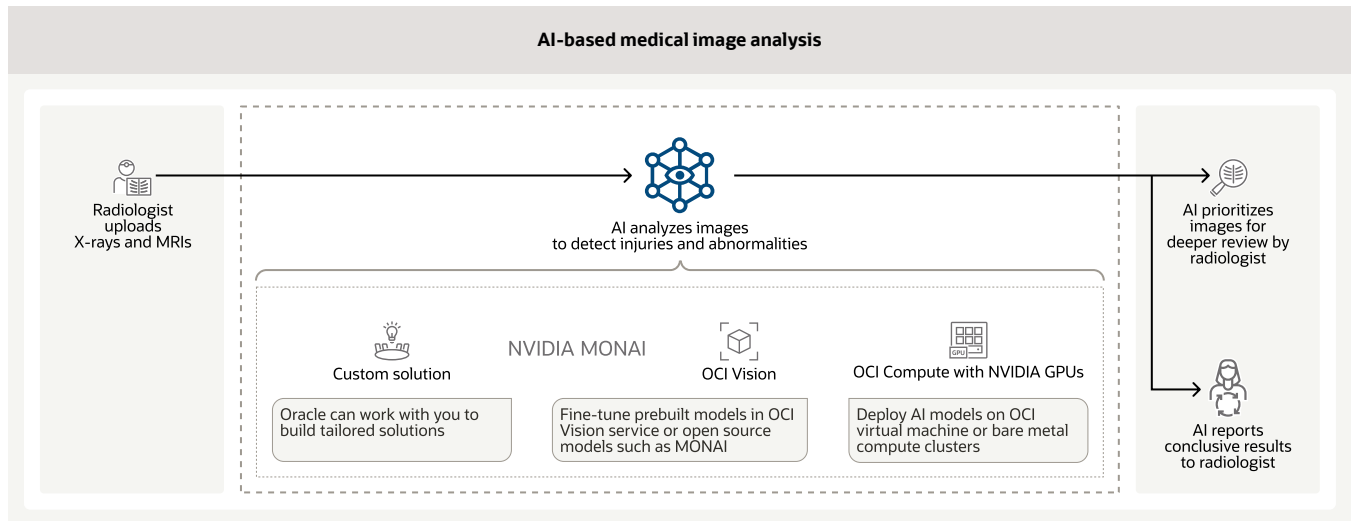 AI-based medical image analysis
Radiologist
uploads
X-rays and MRIs
AI analyzes images
to detect injuries and abnormalities
Custom solution
NVIDIA MONAI
OCI Vision
GPU
OCI Compute with NVIDIA GPUs
Oracle can work with you to
build tailored solutions
Fine-tune prebuilt models in OCI
Vision service or open source
models such as MONAI
Deploy AI models on OCI
virtual machine or bare metal
compute clusters
AI prioritizes
images for
deeper review by
radiologist
AI reports
conclusive results
to radiologist